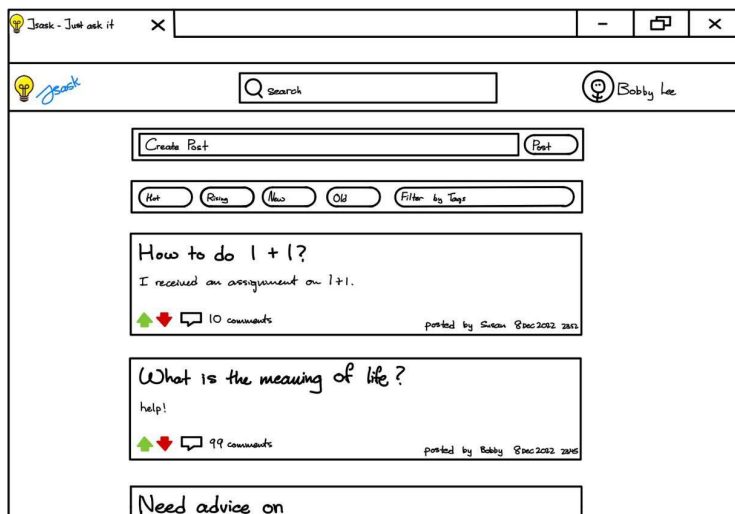 Jsask - Just ask it
Jsask
Search
Bobby Lee
Create Post
Post
Hot
Rising
New
Old
Filter by Tags
How to do 1 + 1?
I received an assignment on 1+1.
10 comments
posted by Susan 8 Dec 2022 2352
What is the meaning of life?
help!
99 comments
posted by Bobby 8 Dec 2022 2345
Need advice on